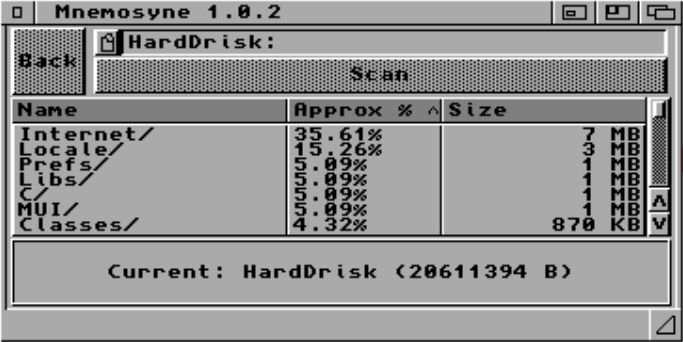 Mnemosyne 1.0.2
Back
HardDrisk:
Scan
Name Approx % Size
Internet/ 35.61% 7 MB
Locale/ 15.26% 3 MB
Prefs/ 5.09% 1 MB
Libs/ 5.09% 1 MB
C/ 5.09% 1 MB
MUI/ 5.09% 1 MB
Classes/ 4.32% 870 KB
Current: HardDrisk (20611394 B)